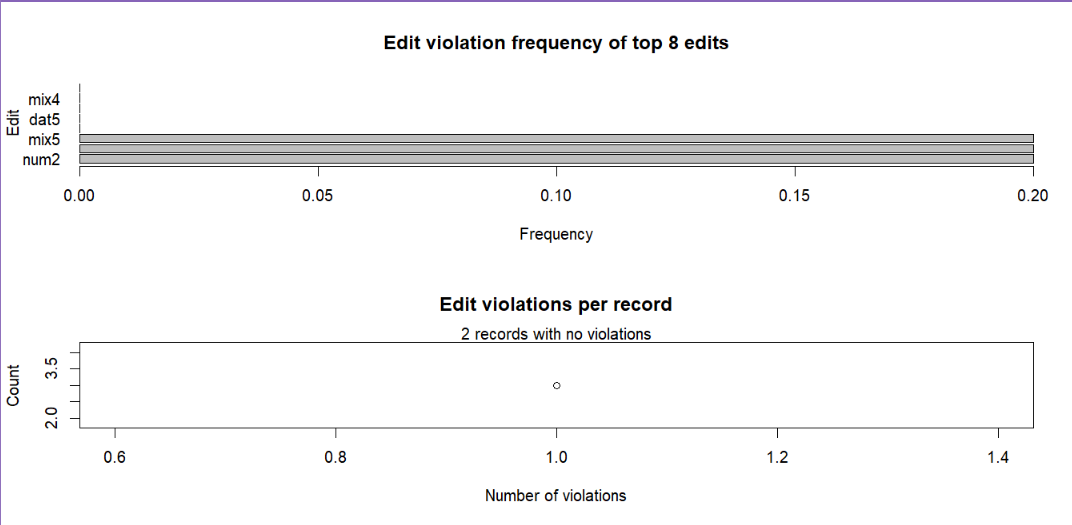 Edit violation frequency of top 8 edits
Edit
mix4
dat5
mix5
num2
0.00 0.05 0.10 0.15 0.20
Frequency
Edit violations per record
2 records with no violations
Count
3.5
2.0
0.6 0.8 1.0 1.2 1.4
Number of violations